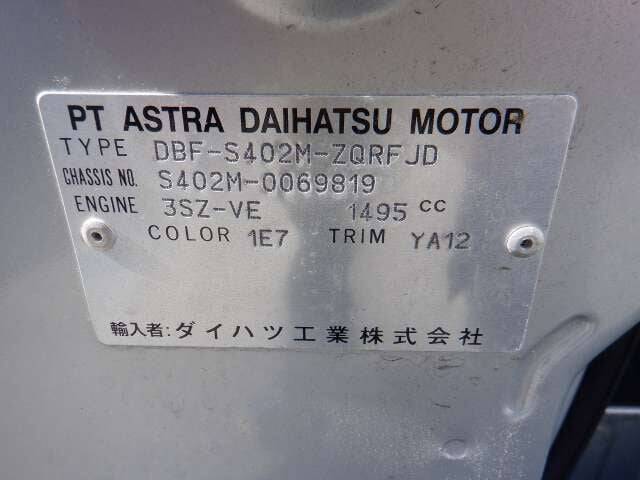 PT ASTRA DAIHATSU MOTOR
TYPE DBF-S402M-ZQRFJD
CHASSIS NO. S402M-0069819
ENGINE 3SZ-VE 1495 CC
COLOR 1E7 TRIM YA12
輸入者: ダイハツ工業株式会社